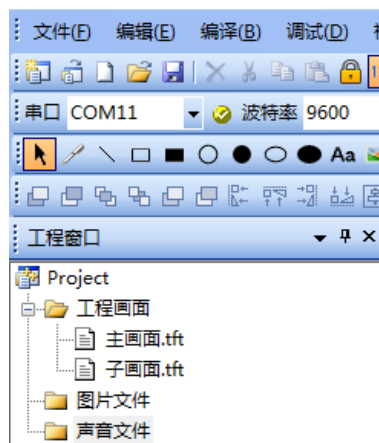 文件(F) 编辑(E) 编译(B) 调试(D)
串口 COM11 波特率 9600
Aa
工程窗口
Project
工程画面
主画面.tft
子画面.tft
图片文件
声音文件